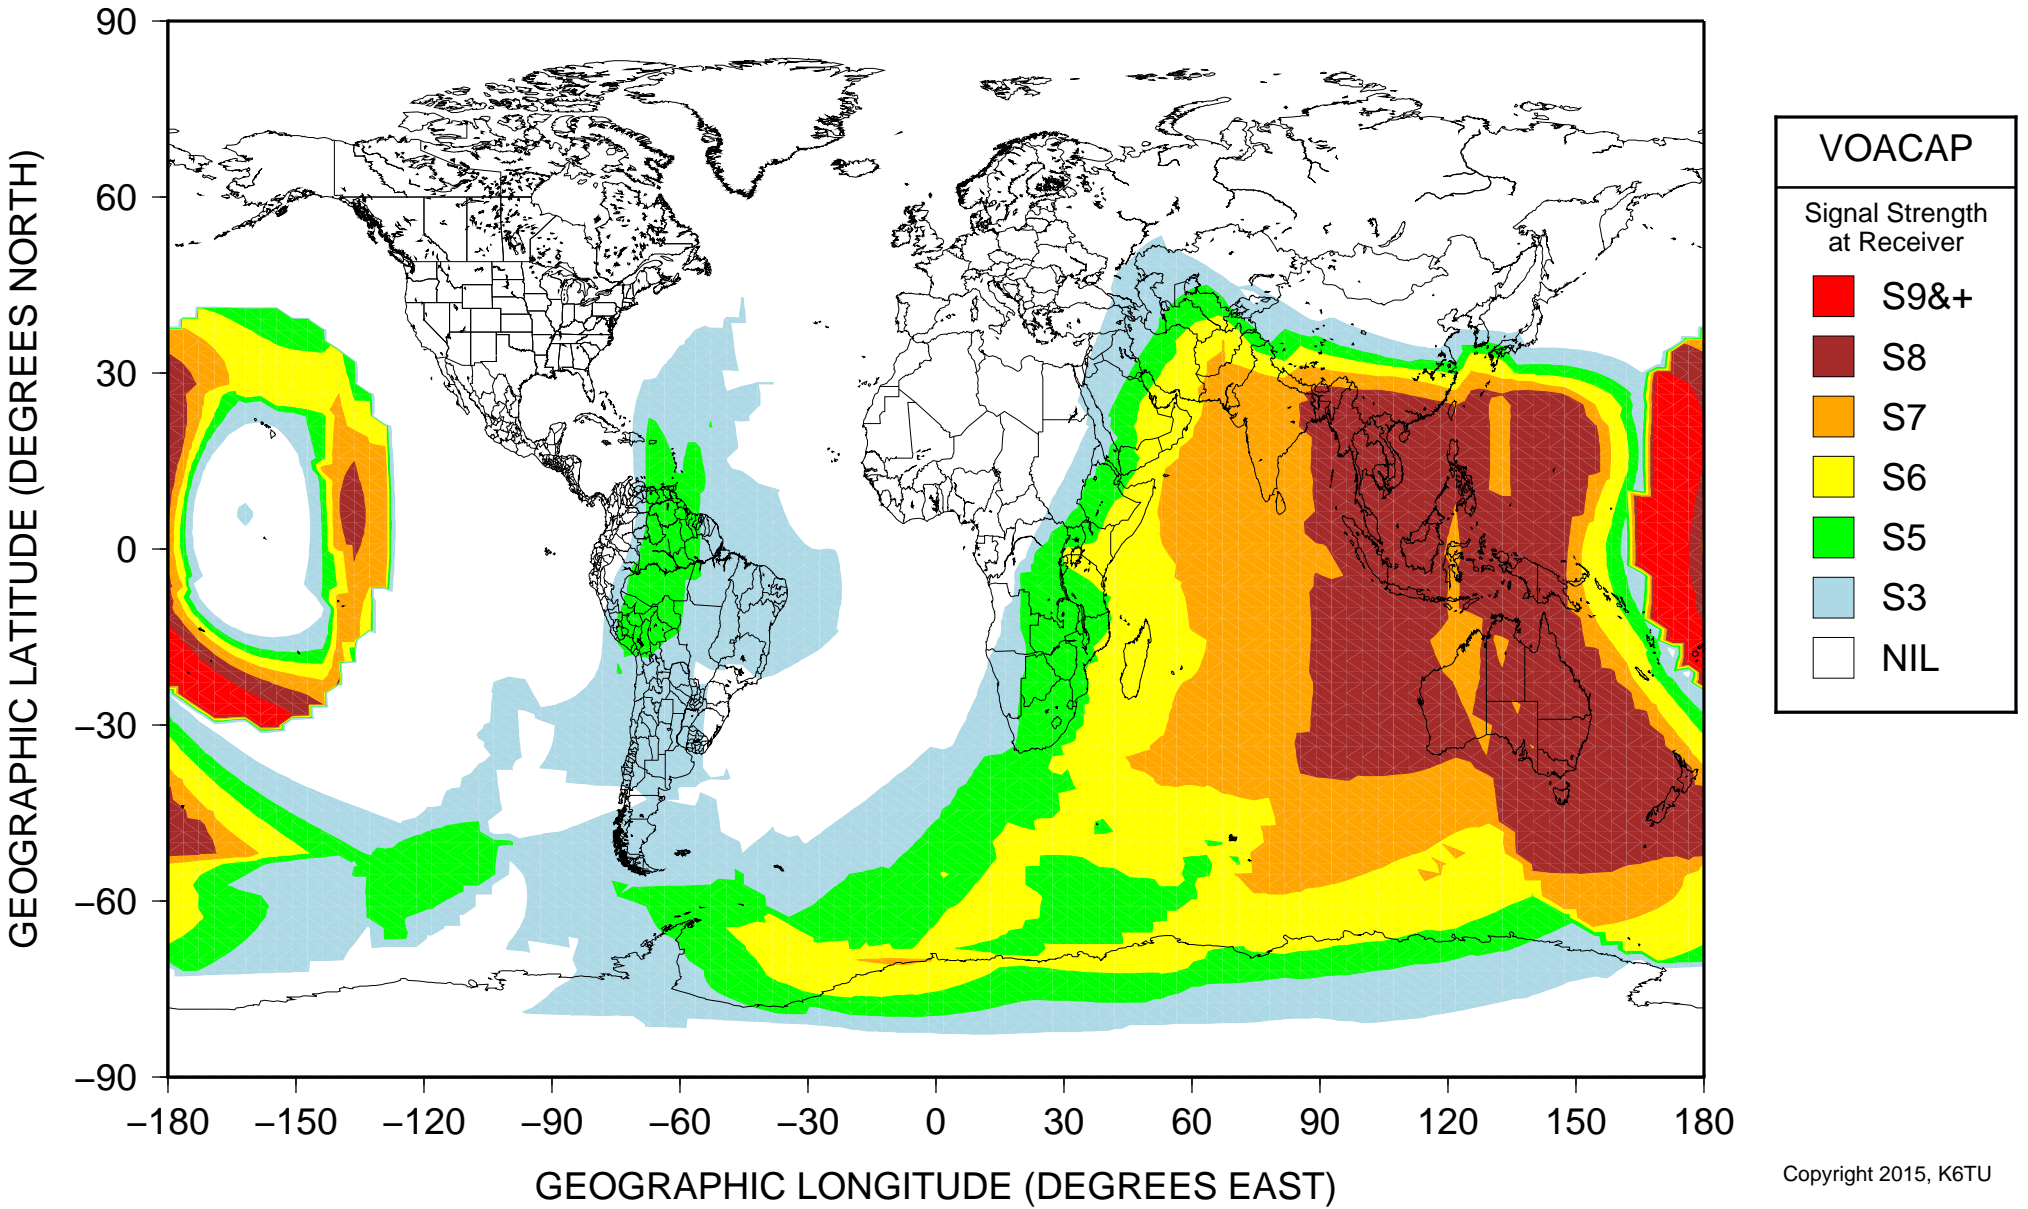 90
60
30
0
−30
−60
−90
GEOGRAPHIC LATITUDE (DEGREES NORTH)
−180 −150 −120 −90 −60 −30 0 30 60 90 120 150 180
GEOGRAPHIC LONGITUDE (DEGREES EAST)
VOACAP
Signal Strength
at Receiver
S9&+
S8
S7
S6
S5
S3
NIL
Copyright 2015, K6TU